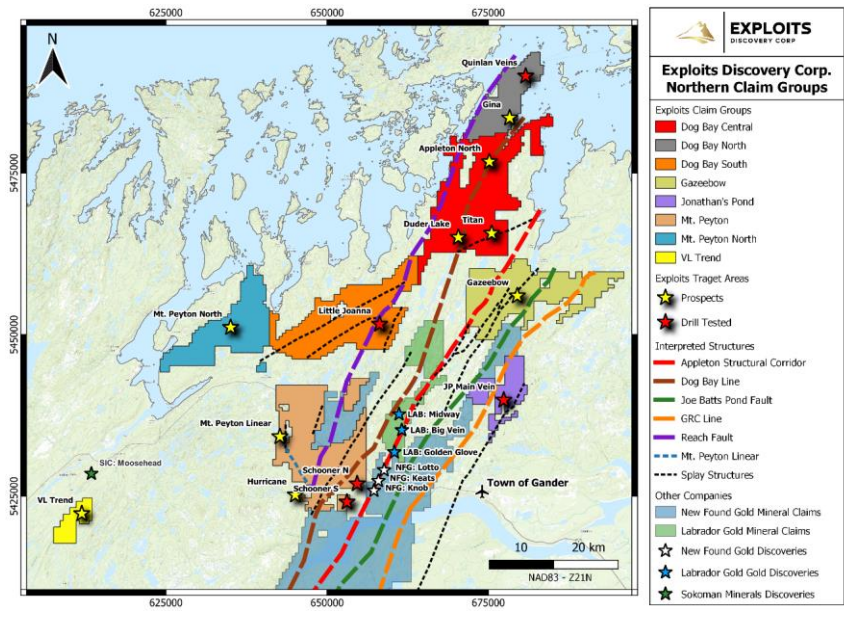 625000
650000
675000
N
Quinlan Veins
Gina
Appleton North
5475000
5475000
Duder Lake
Titan
Gazeebow
Mt. Peyton North
Little Joanna
5450000
5450000
JP Main Vein
LAB: Midway
Mt. Peyton Linear
LAB: Big Vein
LAB: Golden Glove
SIC: Moosehead
Schooner N
NFG: Lotto
NFG: Keats
Hurricane
Schooner S
NFG: Knob
Town of Gander
VL Trend
5425000
5425000
10
20 km
NAD83 - Z21N
625000
650000
675000
EXPLOITS
DISCOVERY CORP
Exploits Discovery Corp.
Northern Claim Groups
Exploits Claim Groups
Dog Bay Central
Dog Bay North
Dog Bay South
Gazeebow
Jonathan's Pond
Mt. Peyton
Mt. Peyton North
VL Trend
Exploits Traget Areas
Prospects
Drill Tested
Interpreted Structures
Appleton Structural Corridor
Dog Bay Line
Joe Batts Pond Fault
GRC Line
Reach Fault
Mt. Peyton Linear
Splay Structures
Other Companies
New Found Gold Mineral Claims
Labrador Gold Mineral Claims
New Found Gold Discoveries
Labrador Gold Gold Discoveries
Sokoman Minerals Discoveries